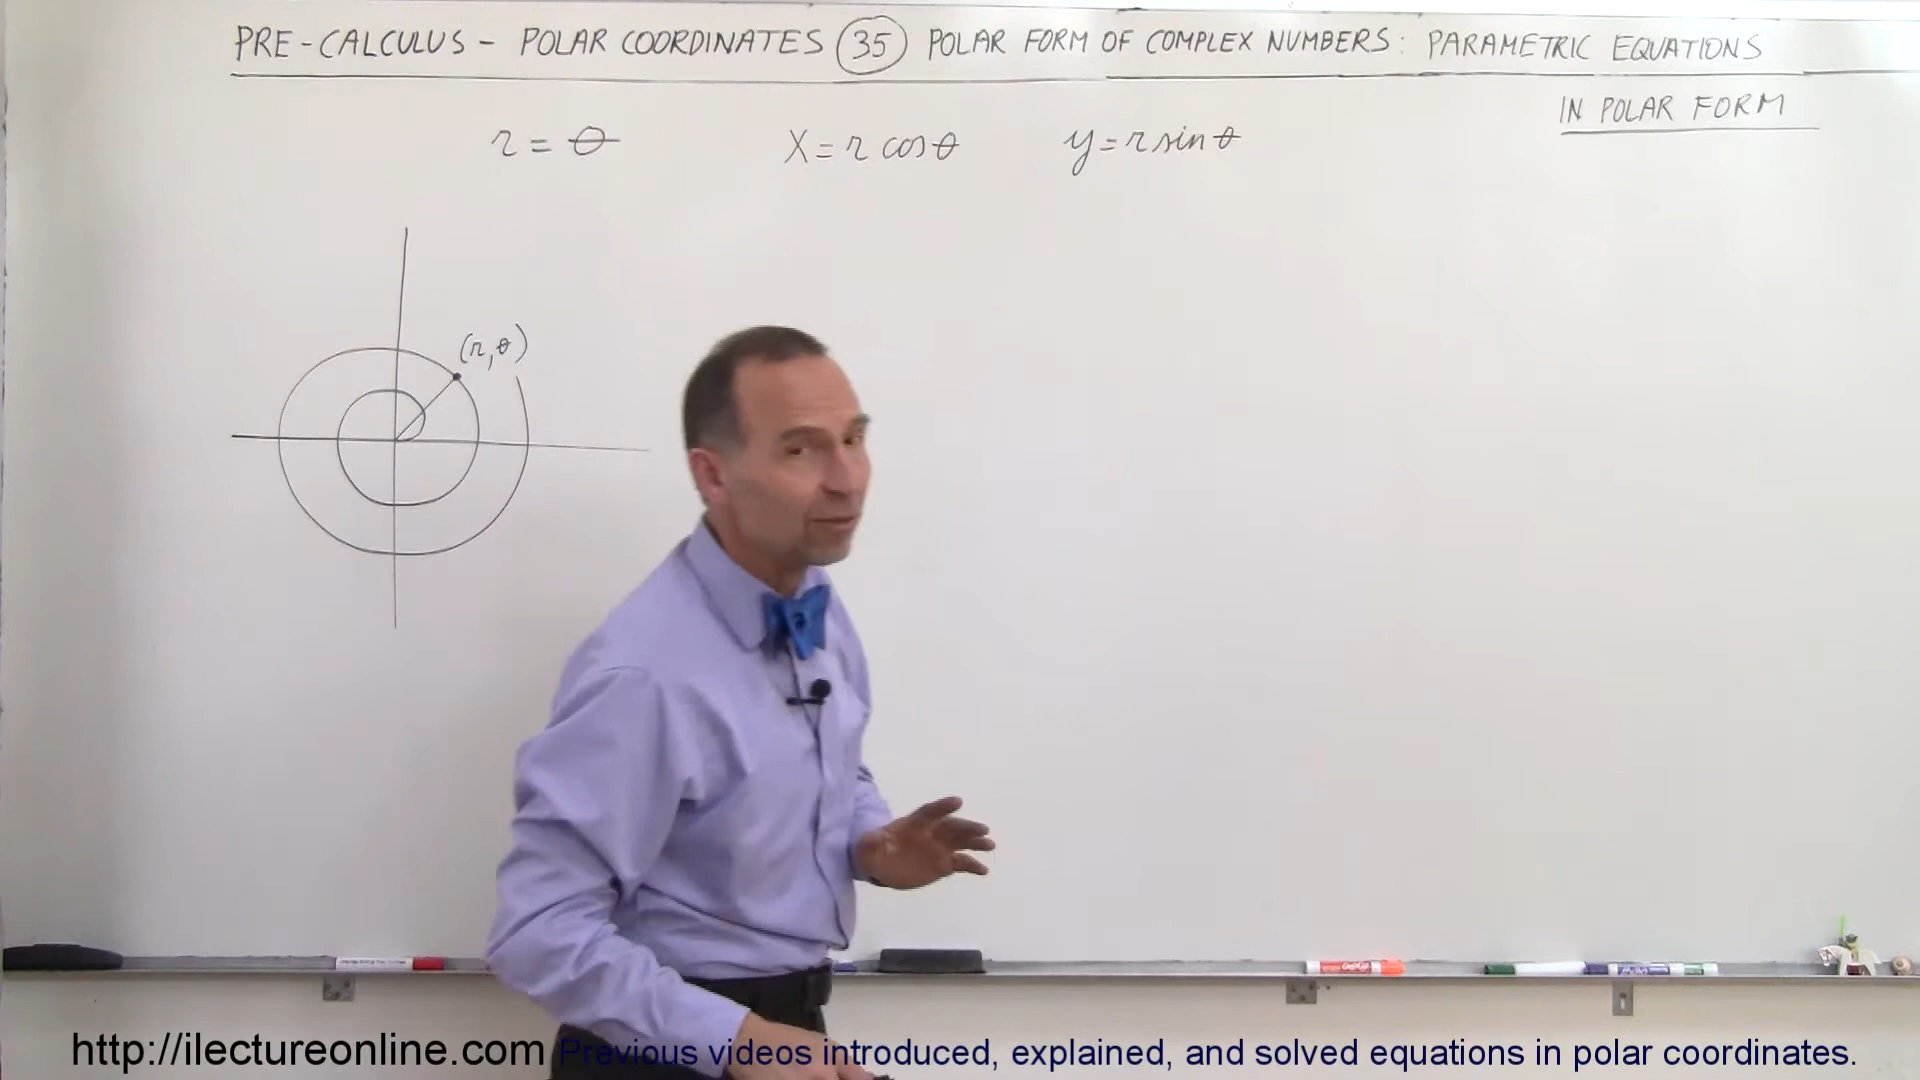 PRE-CALCULUS - POLAR COORDINATES 35 POLAR FORM OF COMPLEX NUMBERS: PARAMETRIC EQUATIONS
IN POLAR FORM
r = θ x = r cos θ y = r sin θ
(r, θ)
http://ilectureonline.com Previous videos introduced, explained, and solved equations in polar coordinates.